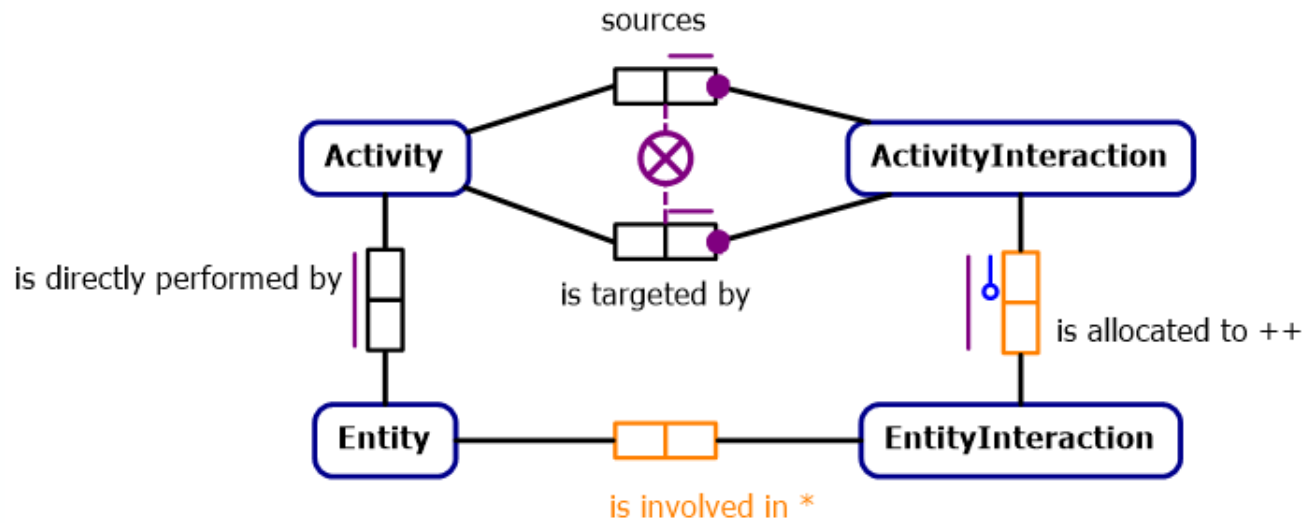 sources
Activity
ActivityInteraction
is directly performed by
is targeted by
is allocated to ++
Entity
EntityInteraction
is involved in *